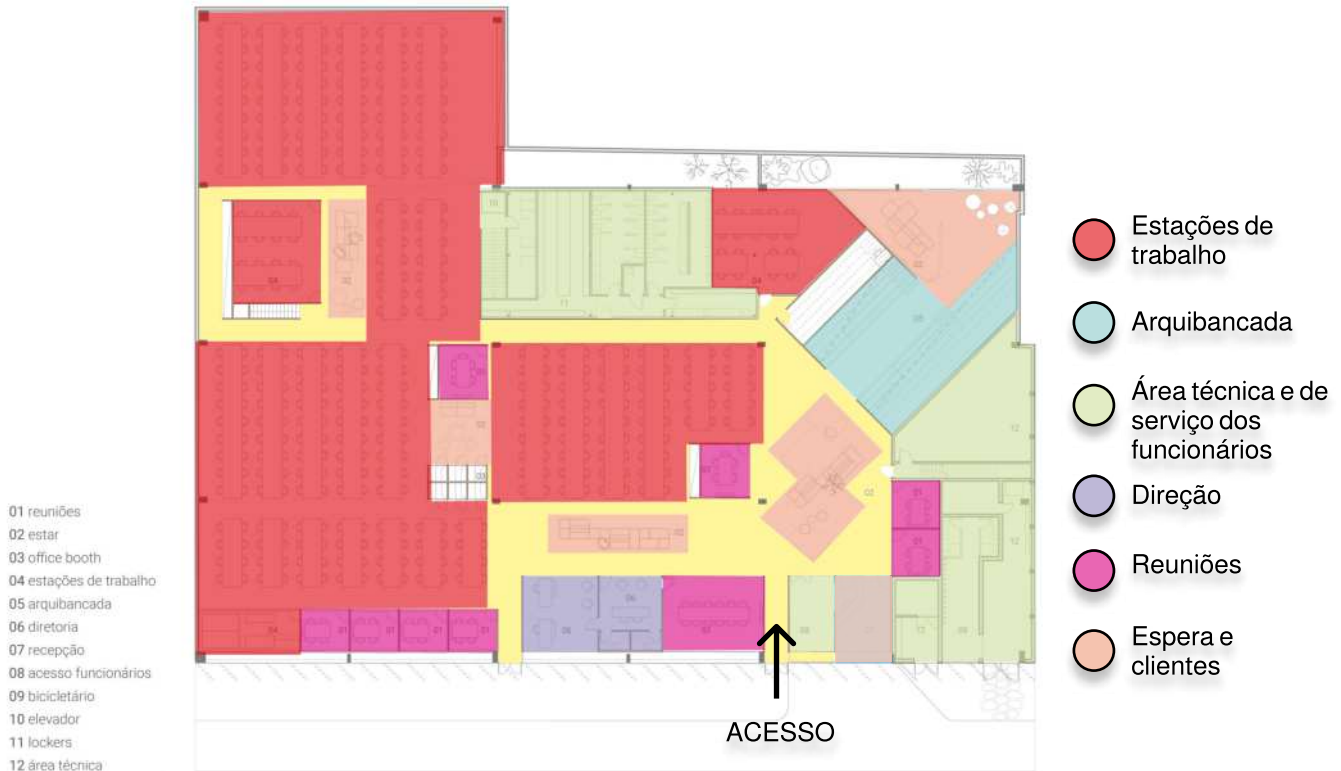 Estações de
trabalho
Arquibancada
Área técnica e de
serviço dos
funcionários
Direção
Reuniões
Espera e
clientes
01 reuniões
02 estar
03 office booth
04 estações de trabalho
05 arquibancada
06 diretoria
07 recepção
08 acesso funcionários
09 bicicletário
10 elevador
11 lockers
12 área técnica
ACESSO